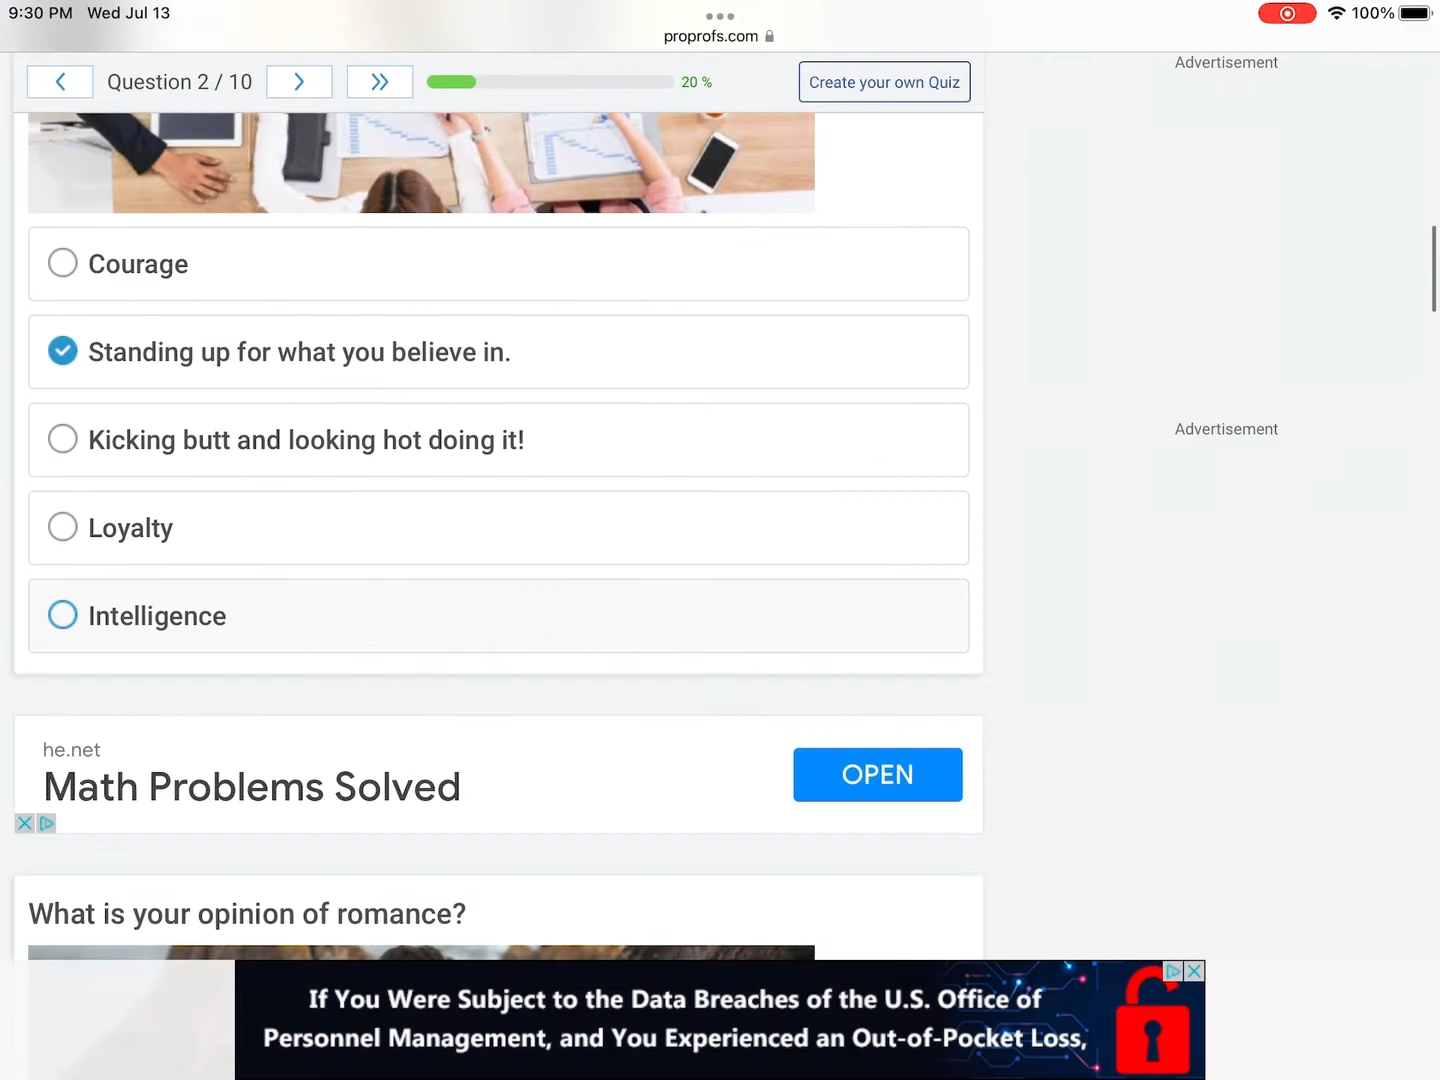 9:30 PM Wed Jul 13
100%
proprofs.com
Question 2 / 10
20 %
Create your own Quiz
Advertisement
Courage
Standing up for what you believe in.
Kicking butt and looking hot doing it!
Advertisement
Loyalty
Intelligence
he.net
Math Problems Solved
OPEN
What is your opinion of romance?
If You Were Subject to the Data Breaches of the U.S. Office of
Personnel Management, and You Experienced an Out-of-Pocket Loss,